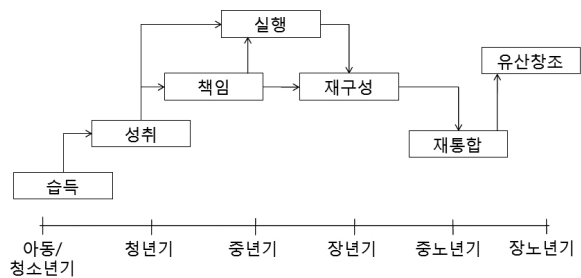 실행
유산창조
책임
재구성
성취
재통합
습득
아동/
청소년기
청년기
중년기
장년기
중노년기
장노년기